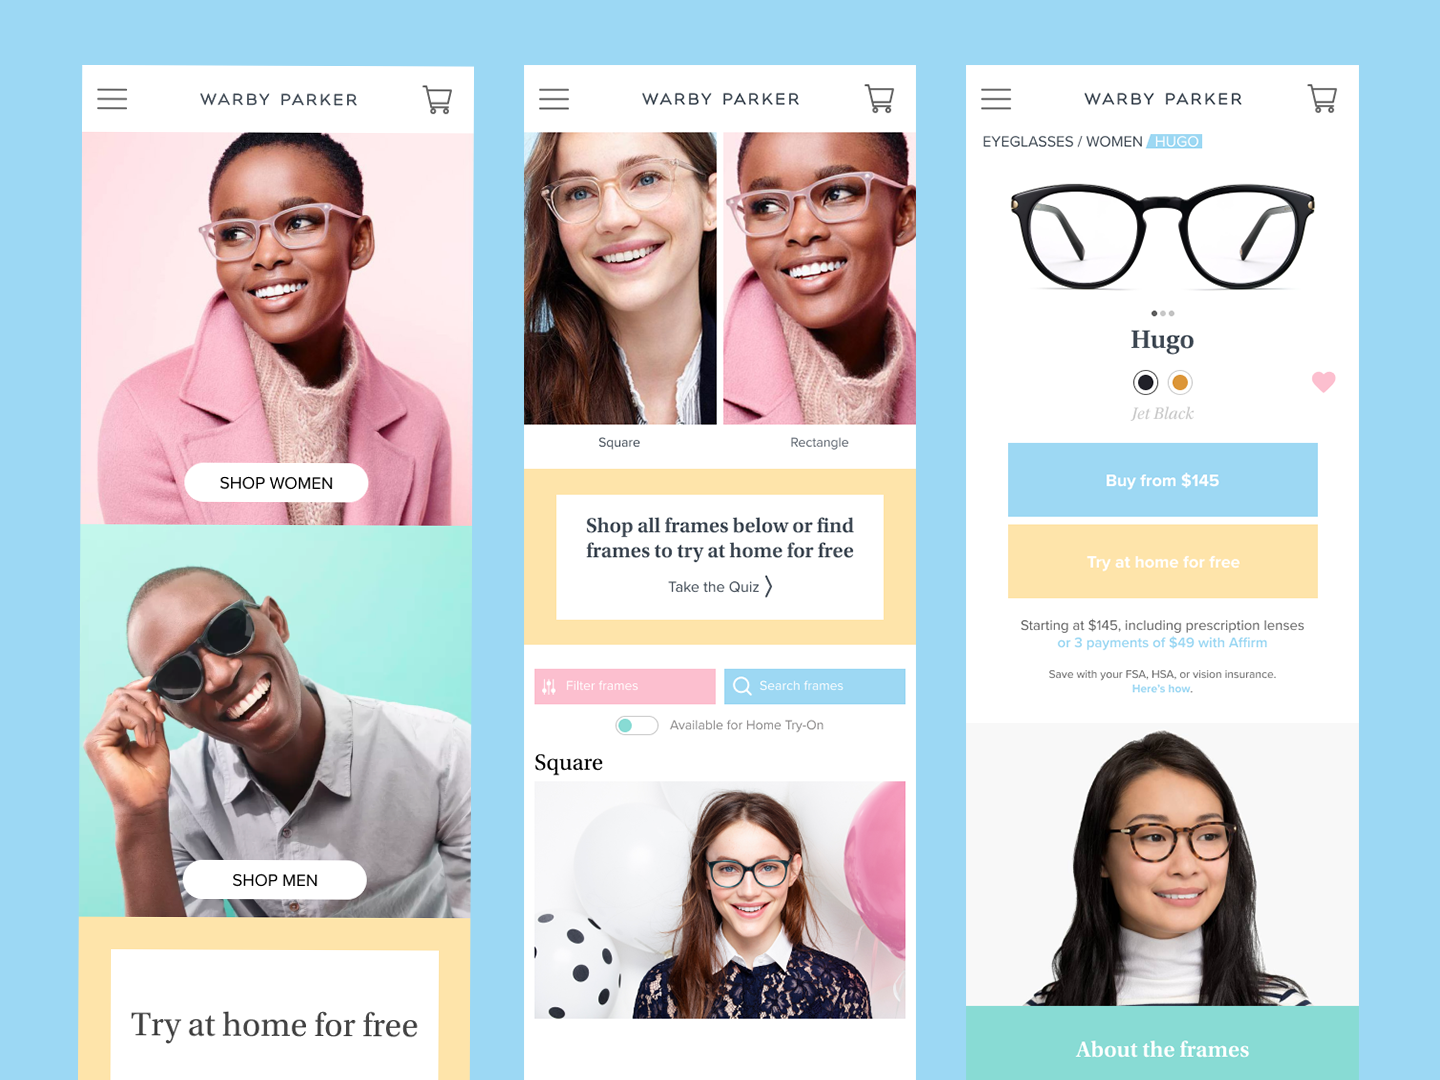 WARBY PARKER
SHOP WOMEN
SHOP MEN
Try at home for free
WARBY PARKER
Square
Rectangle
Shop all frames below or find
frames to try at home for free
Take the Quiz
Filter frames
Search frames
Available for Home Try-On
Square
WARBY PARKER
EYEGLASSES / WOMEN / HUGO
Hugo
Jet Black
Buy from $145
Try at home for free
Starting at $145, including prescription lenses
or 3 payments of $49 with Affirm
Save with your FSA, HSA, or vision insurance.
Here's how.
About the frames